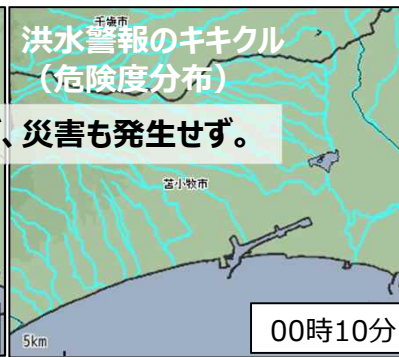 千歳市
洪水警報のキキクル
（危険度分布）
、災害も発生せず。
苫小牧市
5km
00時10分